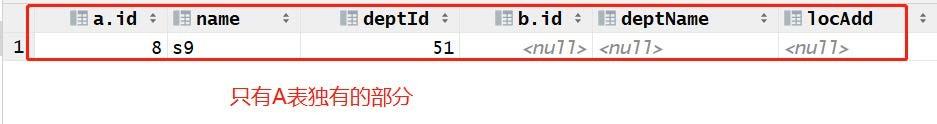 a.id name deptId b.id deptName locAdd
1 8 s9 51 <null> <null> <null>
只有A表独有的部分